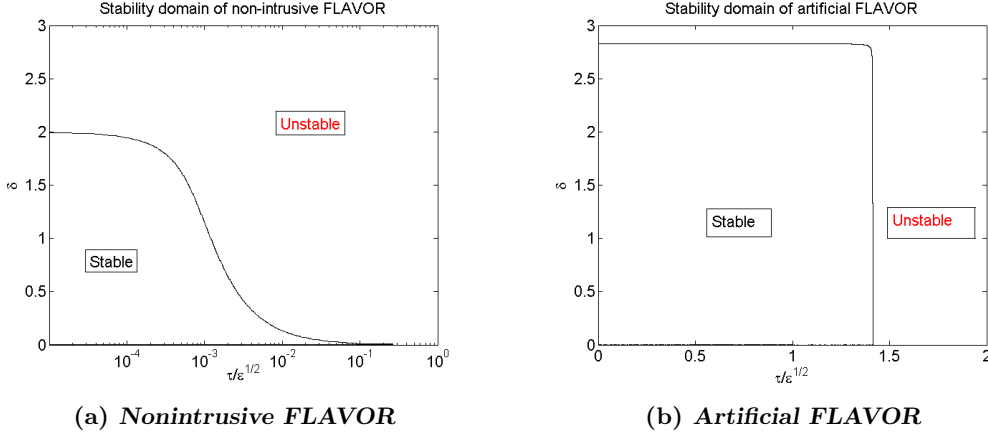 Stability domain of non-intrusive FLAVOR
3
2.5
2
1.5
1
0.5
0
δ
Unstable
Stable
10⁻⁴
10⁻³
10⁻²
10⁻¹
10⁰
τ/ε^1/2
(a) Nonintrusive FLAVOR
Stability domain of artificial FLAVOR
3
2.5
2
1.5
1
0.5
0
δ
Stable
Unstable
0
0.5
1
1.5
2
τ/ε^1/2
(b) Artificial FLAVOR